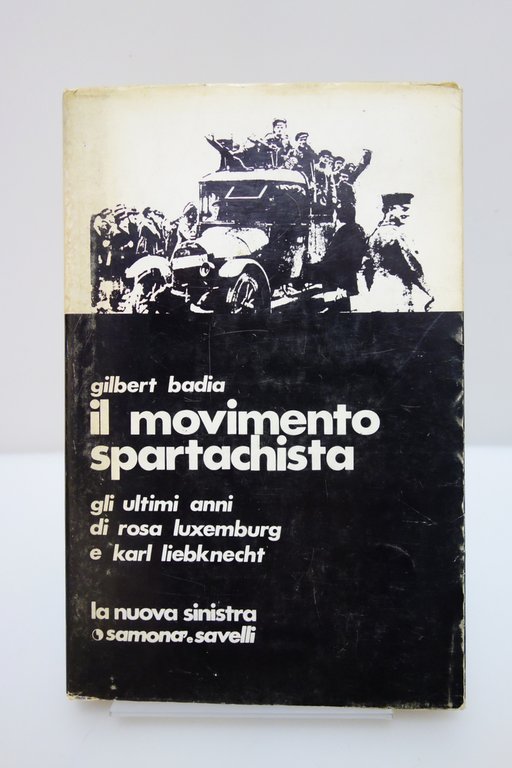 gilbert badia
il movimento
spartachista
gli ultimi anni
di rosa luxemburg
e karl liebknecht
la nuova sinistra
samonà e savelli